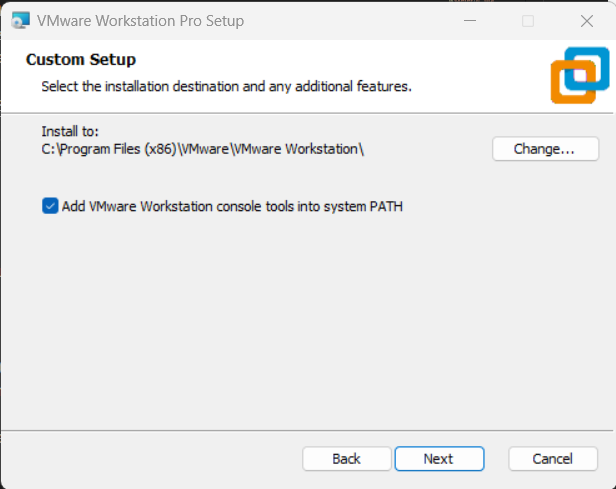 VMware Workstation Pro Setup
Custom Setup
Select the installation destination and any additional features.
Install to:
C:\Program Files (x86)\VMware\VMware Workstation\
Change...
Add VMware Workstation console tools into system PATH
Back
Next
Cancel